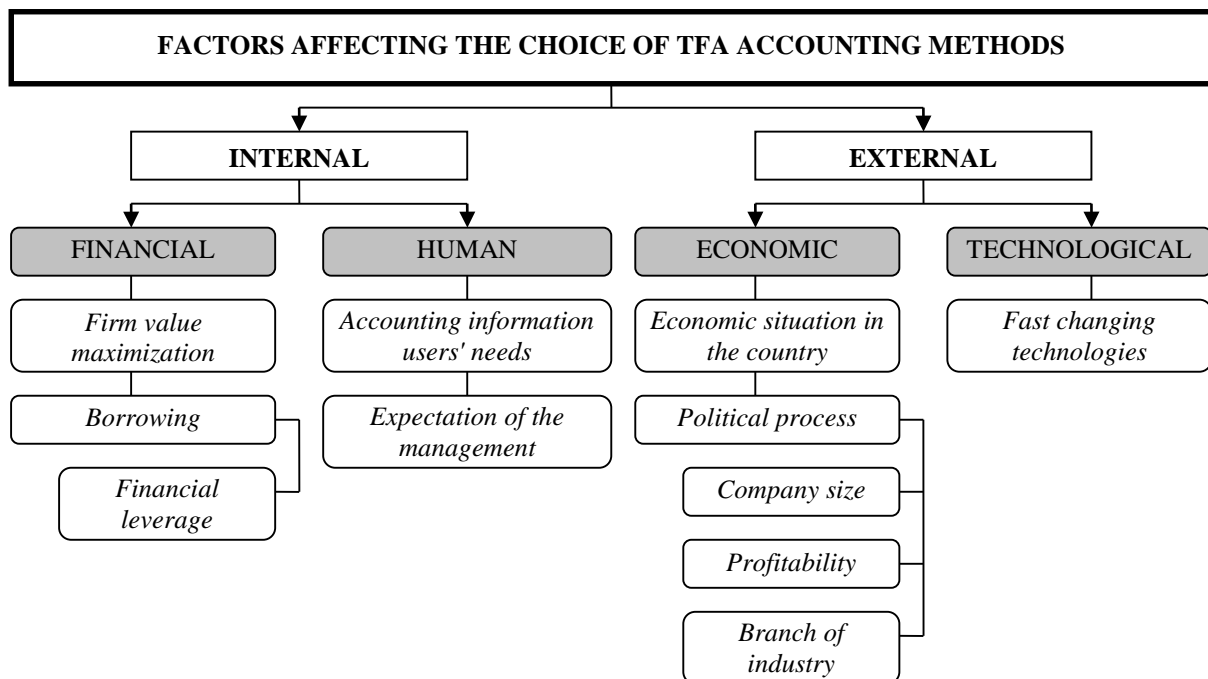 FACTORS AFFECTING THE CHOICE OF TFA ACCOUNTING METHODS
INTERNAL
EXTERNAL
FINANCIAL
HUMAN
ECONOMIC
TECHNOLOGICAL
Firm value
maximization
Accounting information
users' needs
Economic situation in
the country
Fast changing
technologies
Borrowing
Expectation of the
management
Political process
Financial
leverage
Company size
Profitability
Branch of
industry